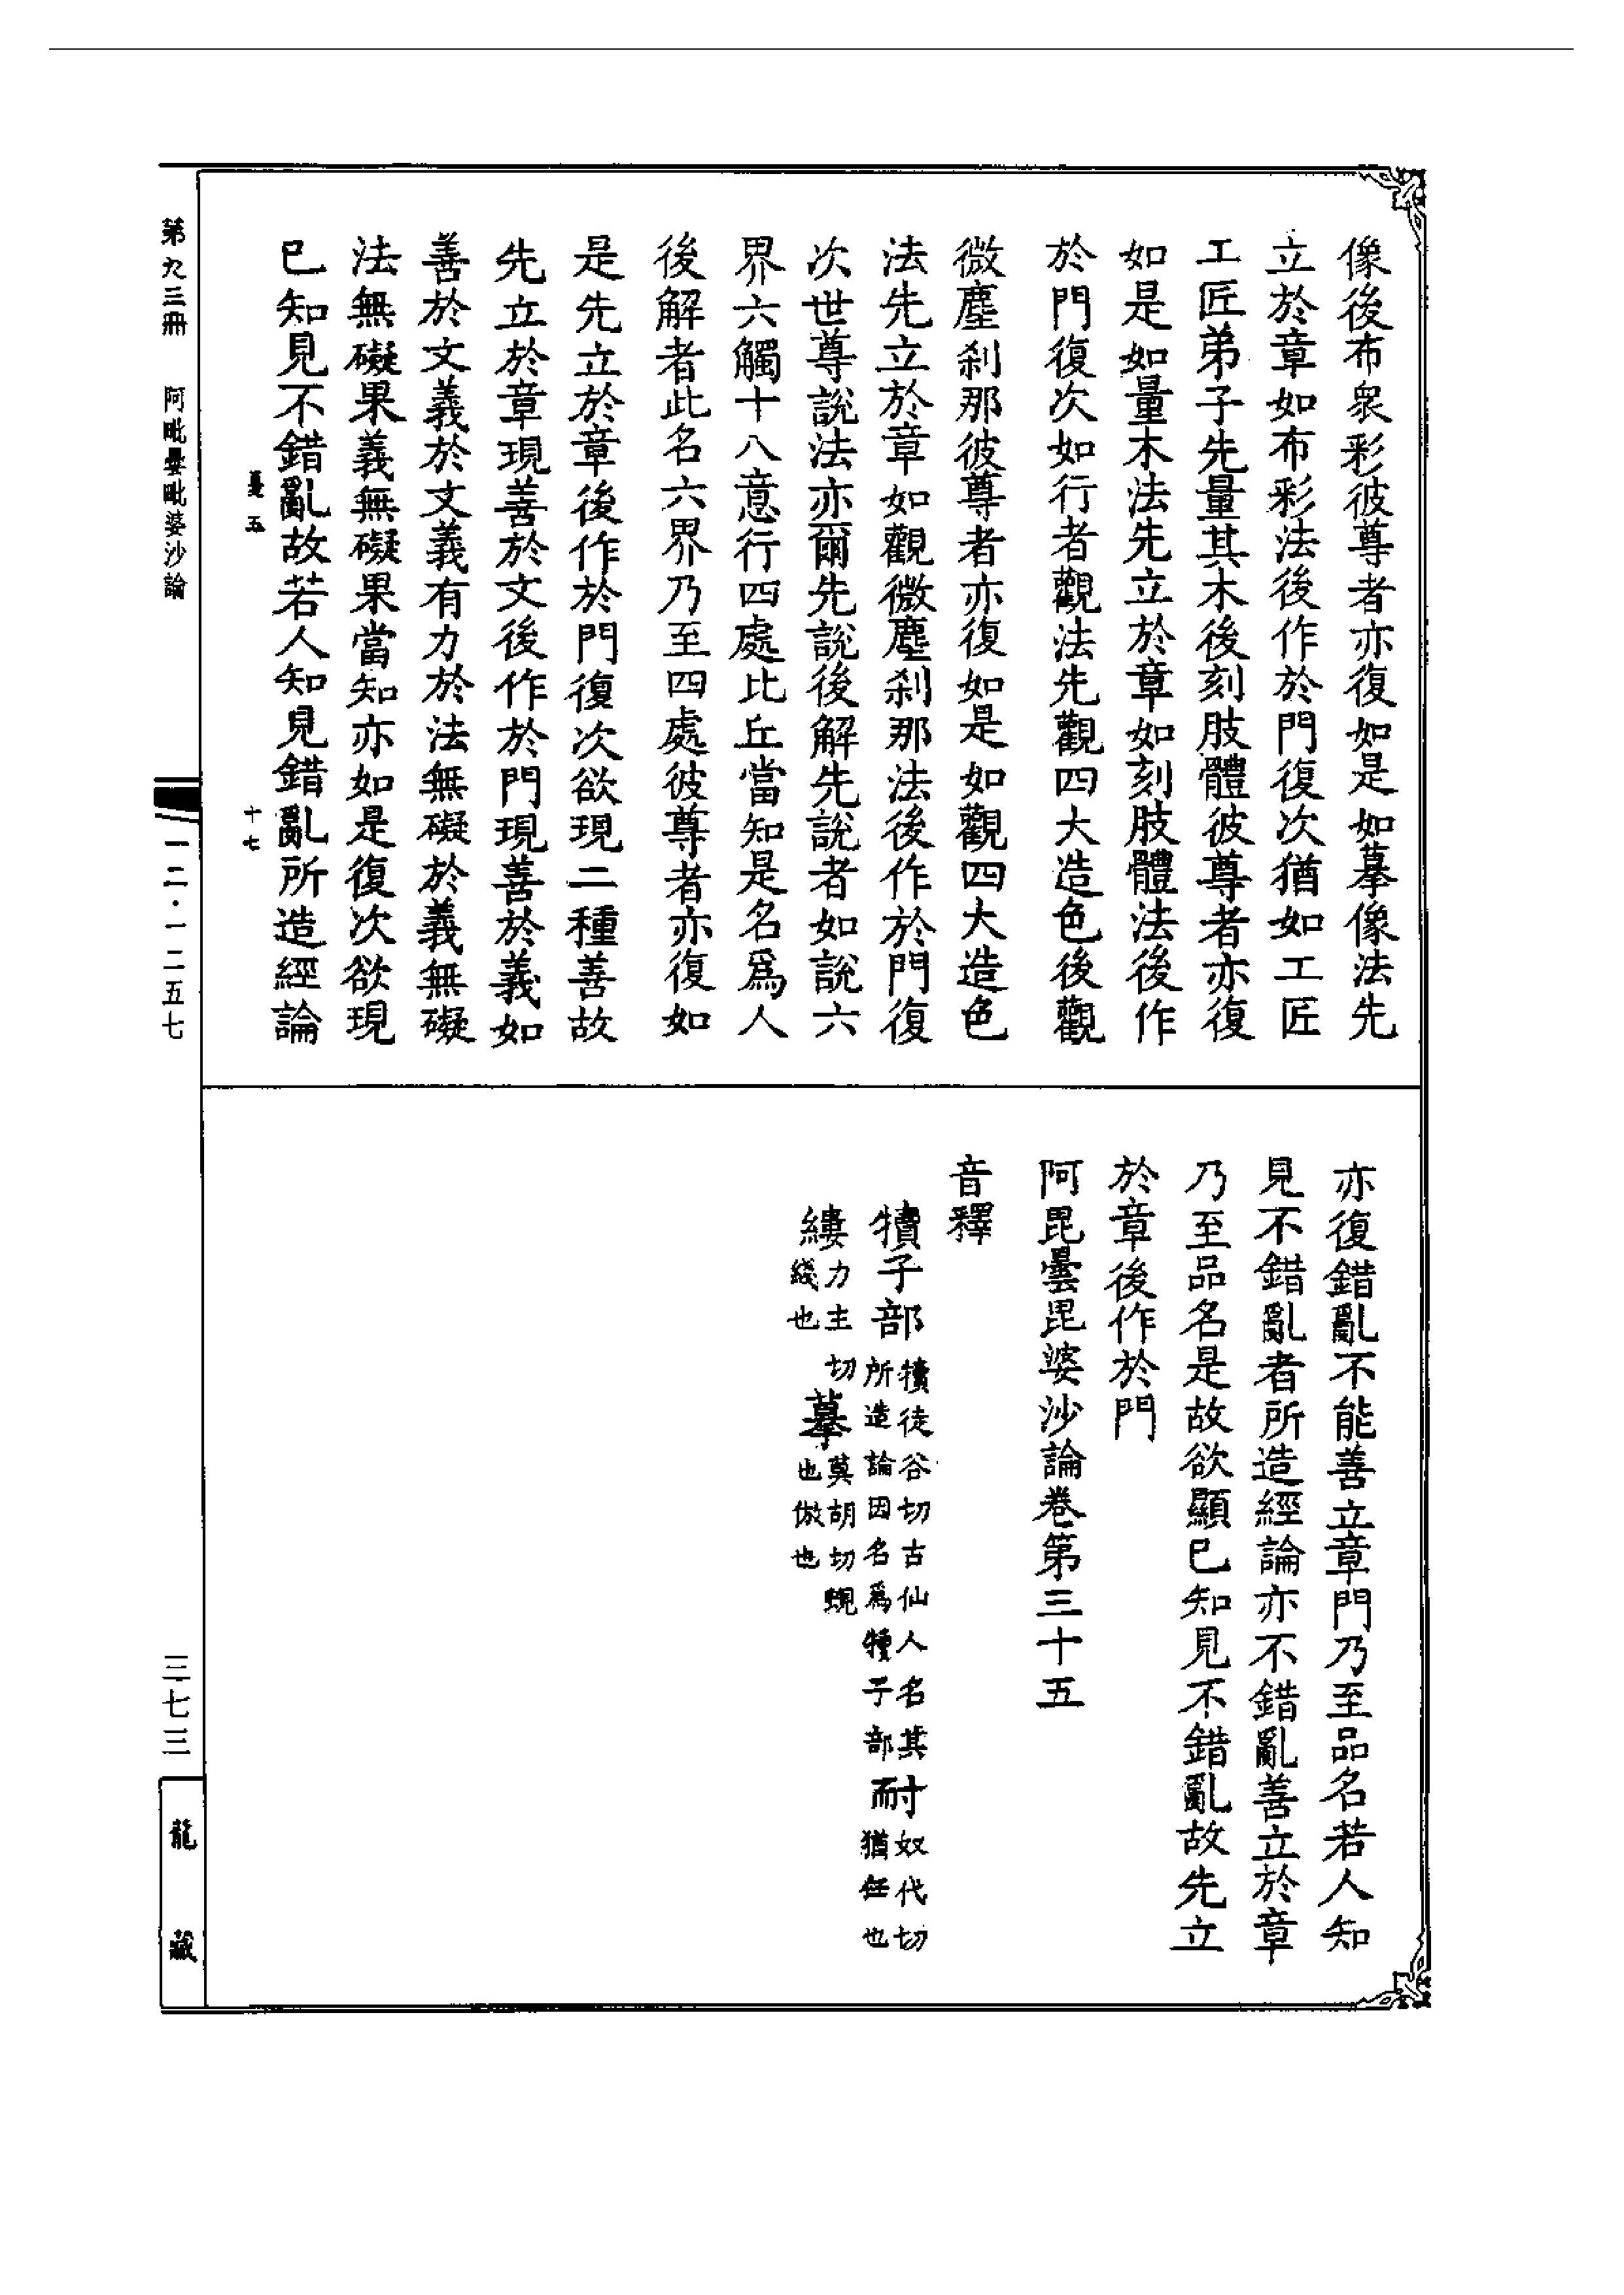 像後布衆彩彼尊者亦復如是如摹像法先
立於章如布彩法後作於門復次猶如工匠
工匠弟子先量其木後刻肢體彼尊者亦復
如是如量木法先立於章如刻肢體法後作
於門復次如行者觀法先觀四大造色後觀
微塵刹那彼尊者亦復如是如觀四大造色
法先立於章如觀微塵刹那法後作於門復
次世尊說法亦爾先說後解先說者如說六
界六觸十八意行四處比丘當知是名爲人
後解者此名六界乃至四處彼尊者亦復如
是先立於章後作於門復次欲現二種善故
先立於章現善於文後作於門現善於義如
善於文義於文義有力於法無礙於義無礙
法無礙果義無礙果當知亦如是復次欲現
已知見不錯亂故若人知見錯亂所造經論
憂五
十七
亦復錯亂不能善立章門乃至品名若人知
見不錯亂者所造經論亦不錯亂善立於章
乃至品名是故欲顯已知見不錯亂故先立
於章後作於門
阿毘曇毘婆沙論卷第三十五
音釋
犢子部犢徒谷切古仙人名其所造論因名爲犢子部耐奴代切猶任也
縷力主切綫也摹莫胡切規也倣也
第九三冊 阿毗曇毗婆沙論
一二·一二五七
三七三
龍藏